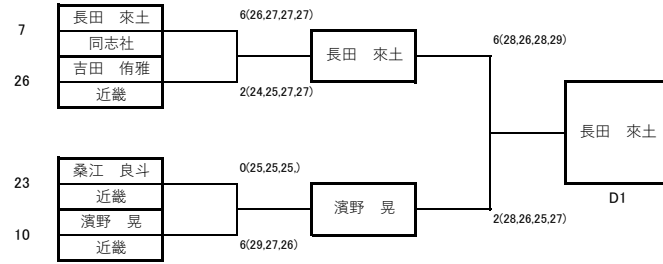 6(26,27,27,27)
7 長田　來土
同志社
長田　來土
6(28,26,28,29)
26 吉田　侑雅
近畿
2(24,25,27,27)
長田　來土
D1
23 桑江　良斗
近畿
0(25,25,25,)
濱野　晃
2(28,26,25,27)
10 濱野　晃
近畿
6(29,27,26)